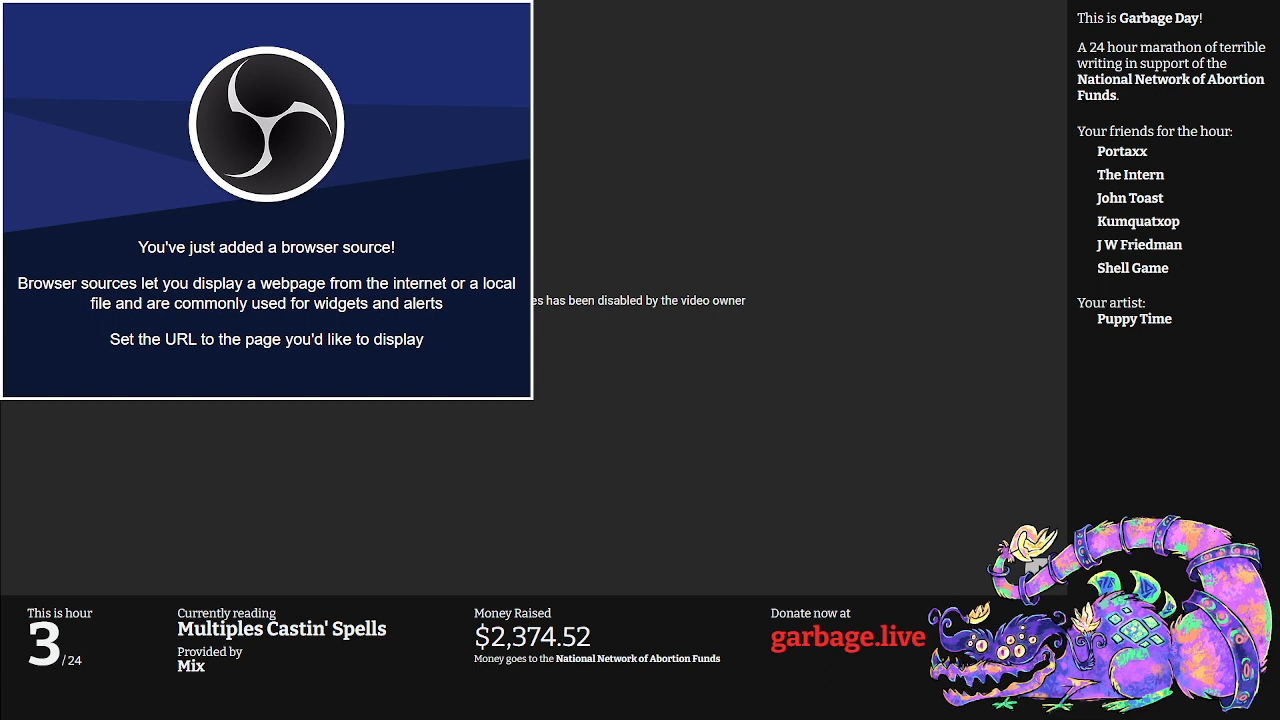 You've just added a browser source!
Browser sources let you display a webpage from the internet or a local
file and are commonly used for widgets and alerts
Set the URL to the page you'd like to display
has been disabled by the video owner
This is Garbage Day!
A 24 hour marathon of terrible
writing in support of the
National Network of Abortion
Funds.
Your friends for the hour:
Portaxx
The Intern
John Toast
Kumquatxop
J W Friedman
Shell Game
Your artist:
Puppy Time
This is hour
3/24
Currently reading
Multiples Castin' Spells
Provided by
Mix
Money Raised
$2,374.52
Money goes to the National Network of Abortion Funds
Donate now at
garbage.live